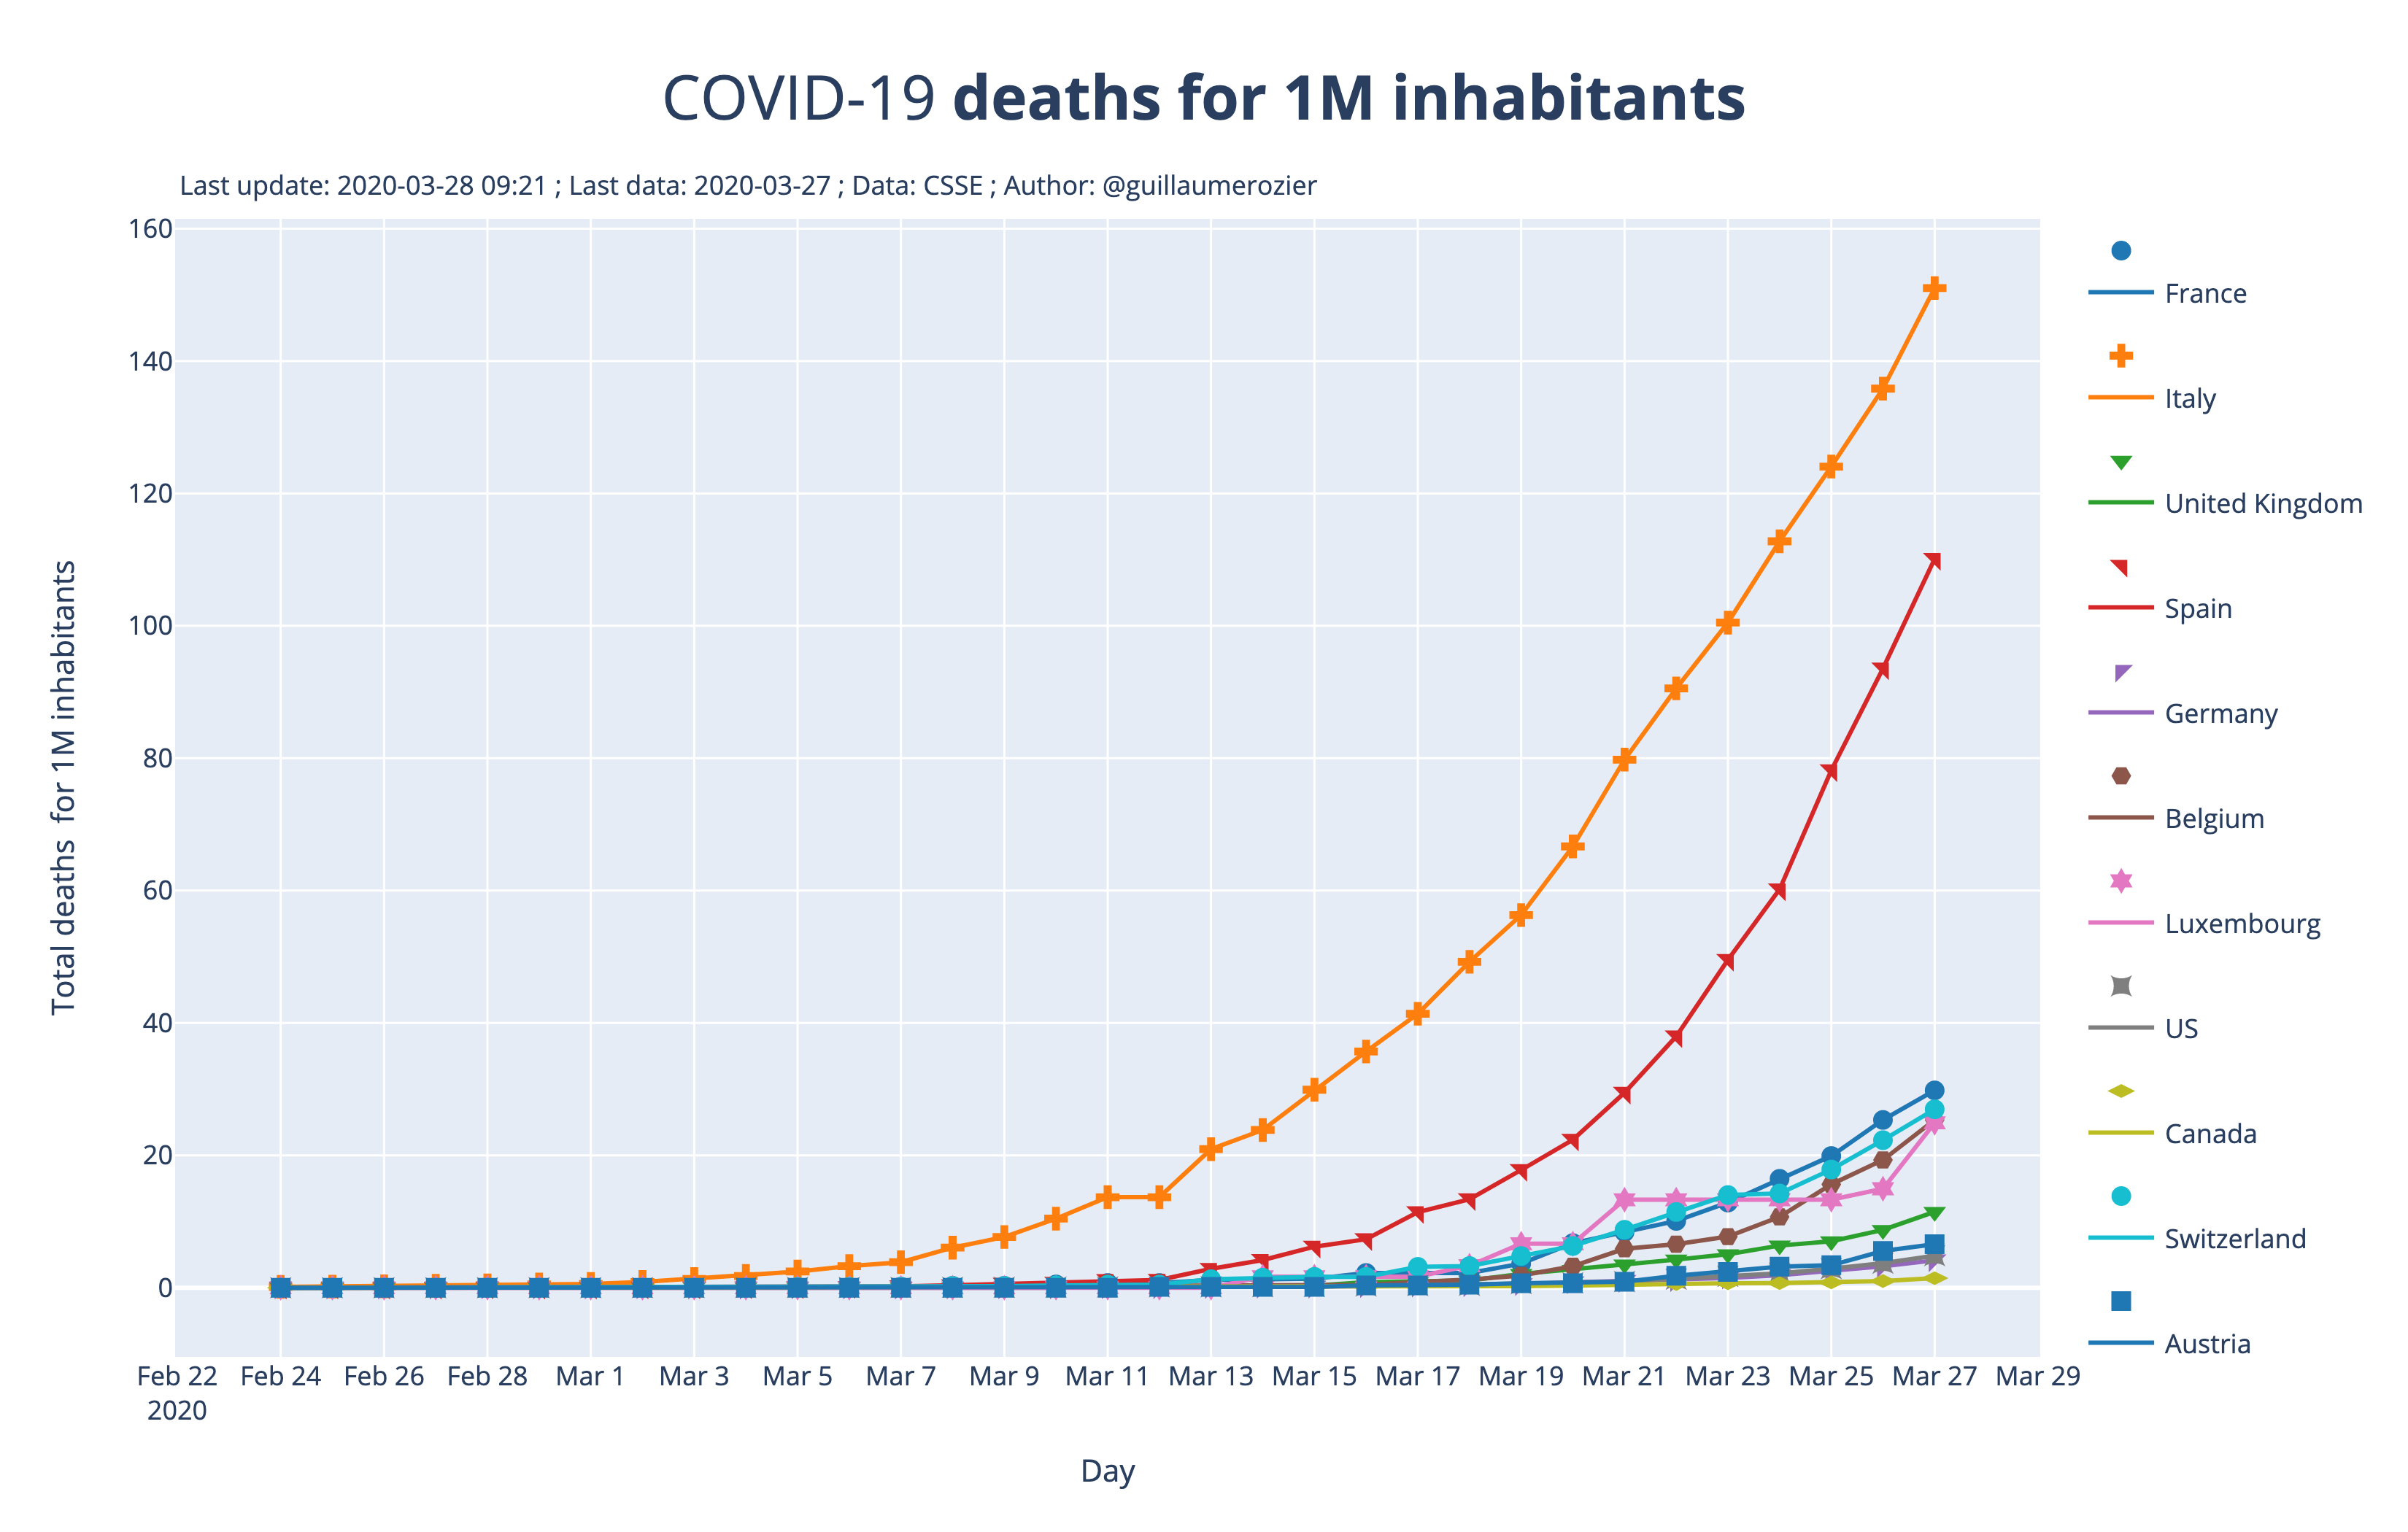 COVID-19 deaths for 1M inhabitants
Last update: 2020-03-28 09:21 ; Last data: 2020-03-27 ; Data: CSSE ; Author: @guillaumerozier
Total deaths for 1M inhabitants
160
140
120
100
80
60
40
20
0
Feb 22 Feb 24 Feb 26 Feb 28 Mar 1 Mar 3 Mar 5 Mar 7 Mar 9 Mar 11 Mar 13 Mar 15 Mar 17 Mar 19 Mar 21 Mar 23 Mar 25 Mar 27 Mar 29
2020
Day
France
Italy
United Kingdom
Spain
Germany
Belgium
Luxembourg
US
Canada
Switzerland
Austria